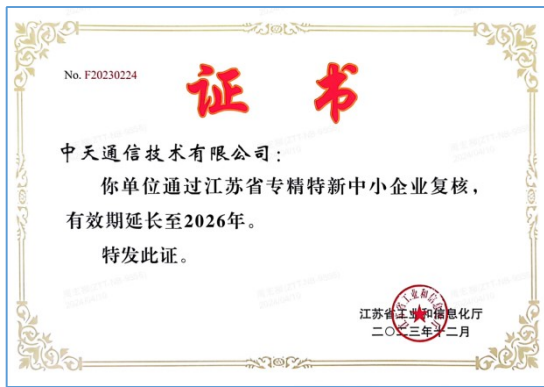 No. F20230224
证 书
中天通信技术有限公司：
你单位通过江苏省专精特新中小企业复核，
有效期延长至2026年。
特发此证。
江苏省工业和信息化厅
二〇二三年十二月